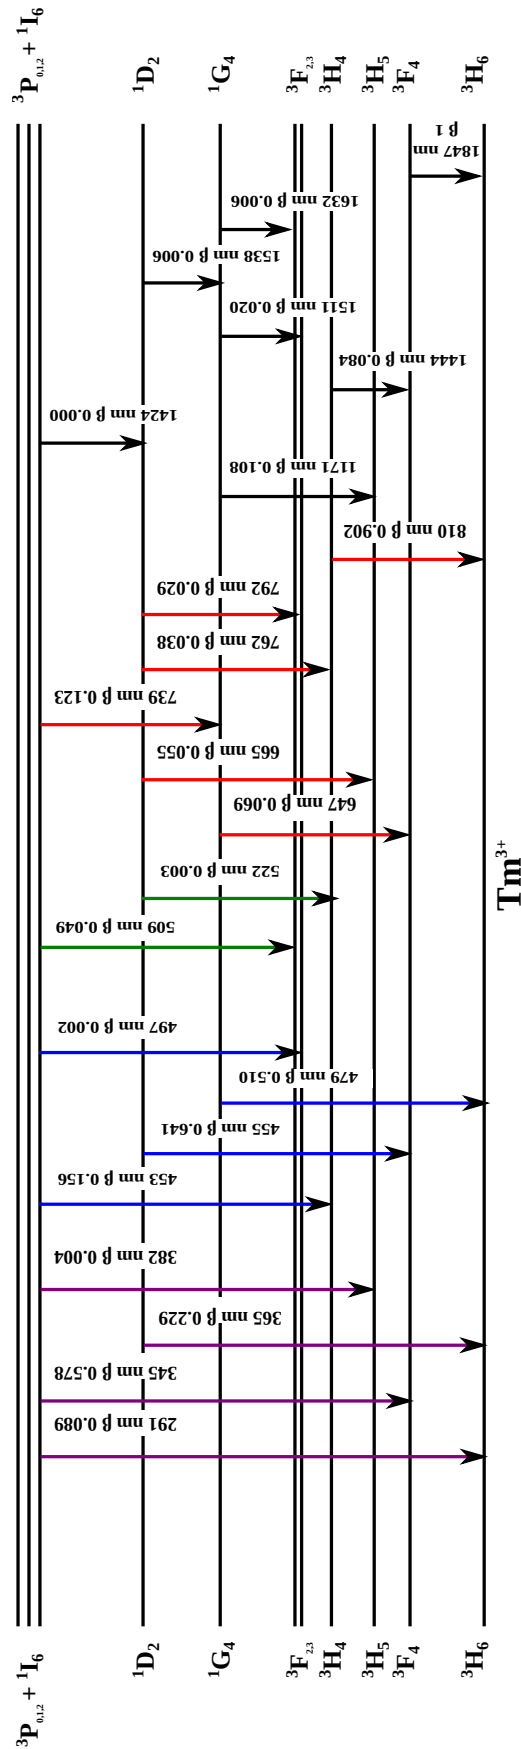 ³P₀,₁,₂ + ¹I₆
¹D₂
¹G₄
³F₂,₃
³H₄
³H₅
³F₄
³H₆
1847 nm
β 1
1632 nm β 0.006
1538 nm β 0.006
1511 nm β 0.020
1444 nm β 0.084
1424 nm β 0.000
1171 nm β 0.108
810 nm β 0.902
792 nm β 0.029
762 nm β 0.038
739 nm β 0.123
665 nm β 0.055
647 nm β 0.069
522 nm β 0.003
509 nm β 0.049
497 nm β 0.002
479 nm β 0.510
455 nm β 0.641
453 nm β 0.156
382 nm β 0.004
365 nm β 0.229
345 nm β 0.578
291 nm β 0.089
Tm³⁺
³P₀,₁,₂ + ¹I₆
¹D₂
¹G₄
³F₂,₃
³H₄
³H₅
³F₄
³H₆